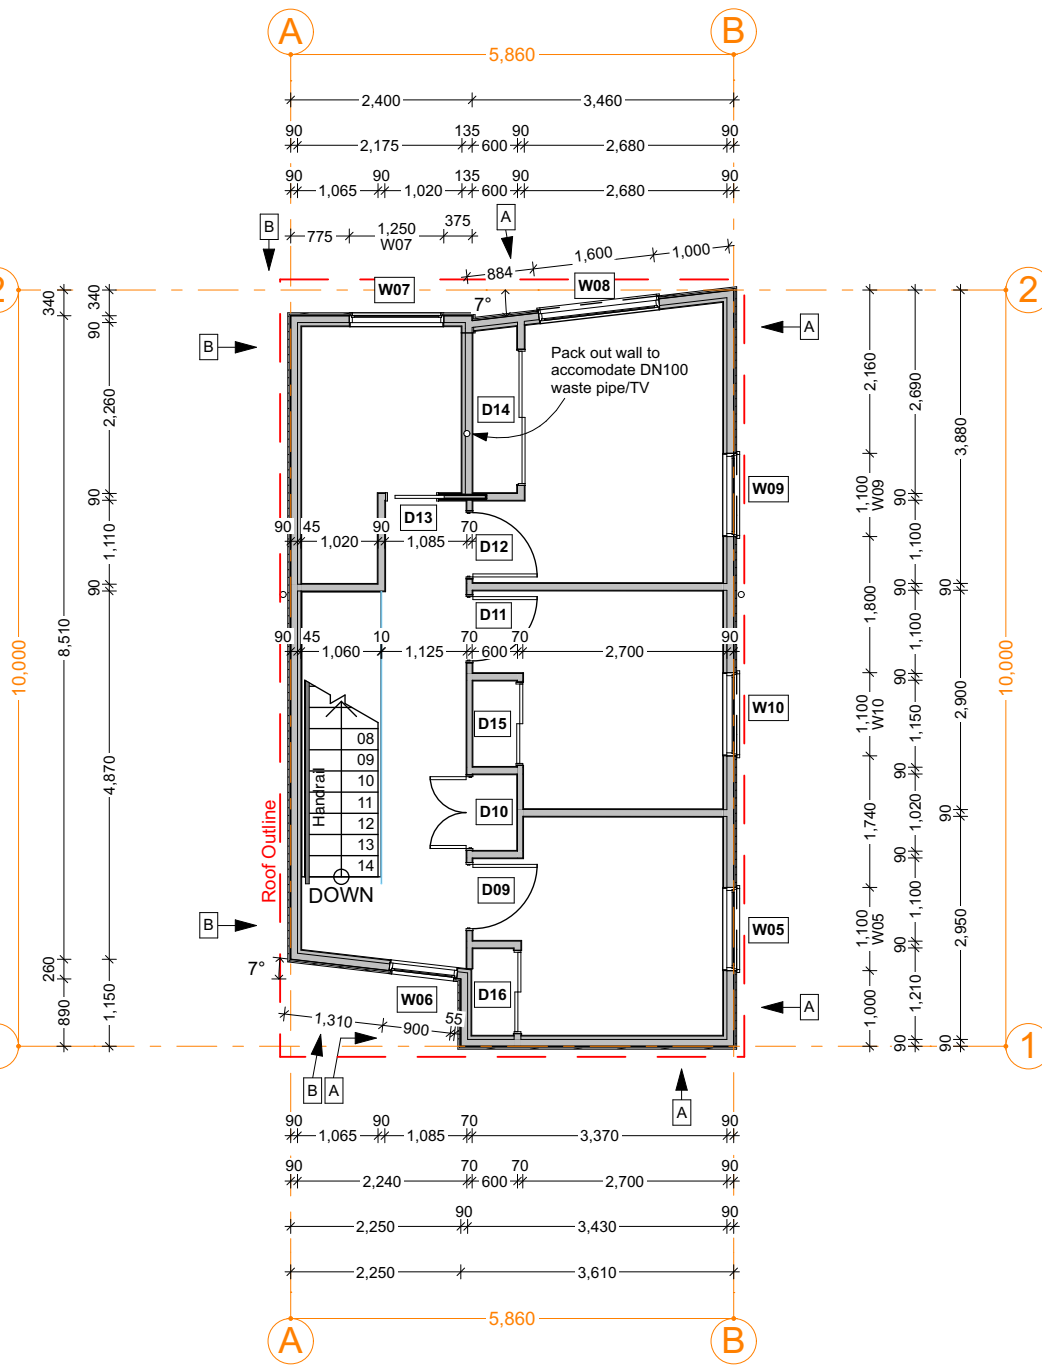 A B
5,860
2,400 3,460
90 135 90 90
2,175 600 2,680
90 90 135 90 90
1,065 1,020 600 2,680
775 1,250 375
W07
B A
884 1,600 1,000
W07 W08
7°
2 2
340 340
90
B A
Pack out wall to
accomodate DN100
waste pipe/TV
D14
2,260
2,160 2,690 3,880
W09
1,100
W09
90
D13
90 45 90 70
1,020 1,085
D12
1,110
1,100
90
90 90
D11
8,510
1,800 1,100
10,000 10,000
90 45 10 70 70 90
1,060 1,125 600 2,700
90
D15
W10
1,100
W10
1,150 2,900
08
09
10
11
12
13
14
Handrail
D10
4,870
90
1,740 1,020 90
90
Roof Outline
DOWN
D09
1,100
W05
1,100
B
W05
2,950
90
7°
260
W06
D16
890 1,150
1,310 900 55
1,000 1,210
A
90 90
1
B A
A
90 90 70 90
1,065 1,085 3,370
90 70 70 90
2,240 600 2,700
90 90
2,250 3,430
2,250 3,610
5,860
A B